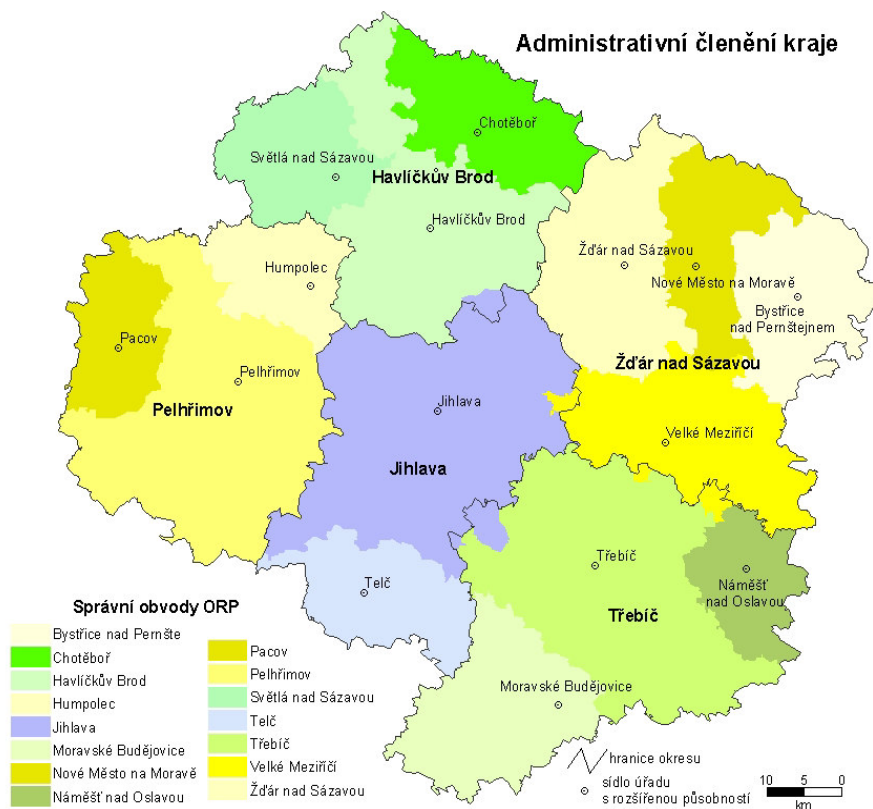 Administrativní členění kraje
Chotěboř
Světlá nad Sázavou
Havlíčkův Brod
Havlíčkův Brod
Žďár nad Sázavou
Humpolec
Nové Město na Moravě
Bystřice
nad Pernštejnem
Pacov
Pelhřimov
Žďár nad Sázavou
Pelhřimov
Jihlava
Velké Meziříčí
Jihlava
Třebíč
Telč
Náměšť
nad Oslavou
Třebíč
Moravské Budějovice
Správní obvody ORP
Bystřice nad Pernšte
Chotěboř
Havlíčkův Brod
Humpolec
Jihlava
Moravské Budějovice
Nové Město na Moravě
Náměšť nad Oslavou
Pacov
Pelhřimov
Světlá nad Sázavou
Telč
Třebíč
Velké Meziříčí
Žďár nad Sázavou
hranice okresu
sídlo úřadu
s rozšířenou působností
10 5 0
km